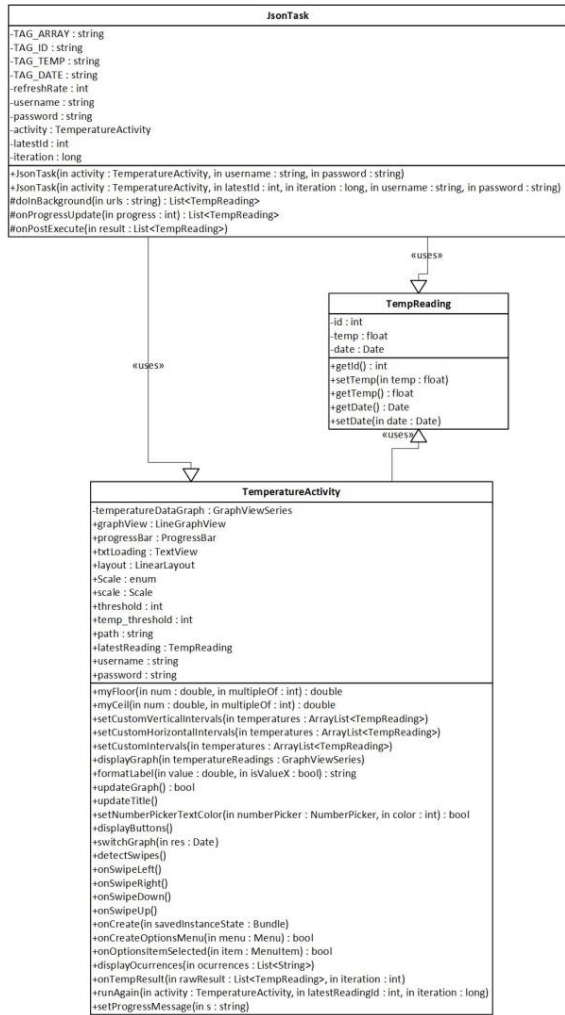 JsonTask
-TAG_ARRAY : string
-TAG_ID : string
-TAG_TEMP : string
-TAG_DATE : string
-refreshRate : int
-username : string
-password : string
-activity : TemperatureActivity
-latestId : int
-iteration : long
+JsonTask(in activity : TemperatureActivity, in username : string, in password : string)
+JsonTask(in activity : TemperatureActivity, in latestId : int, in iteration : long, in username : string, in password : string)
#doInBackground(in urls : string) : List<TempReading>
#onProgressUpdate(in progress : int) : List<TempReading>
#onPostExecute(in result : List<TempReading>)
«uses»
TempReading
-id : int
-temp : float
-date : Date
+getId() : int
+setTemp(in temp : float)
+getTemp() : float
+getDate() : Date
+setDate(in date : Date)
«uses»
«uses»
TemperatureActivity
-temperatureDataGraph : GraphViewSeries
+graphView : LineGraphView
+progressBar : ProgressBar
+txtLoading : TextView
+layout : LinearLayout
+Scale : enum
+scale : Scale
+threshold : int
+temp_threshold : int
+path : string
+latestReading : TempReading
+username : string
+password : string
+myFloor(in num : double, in multipleOf : int) : double
+myCeil(in num : double, in multipleOf : int) : double
+setCustomVerticalIntervals(in temperatures : ArrayList<TempReading>)
+setCustomHorizontalIntervals(in temperatures : ArrayList<TempReading>)
+setCustomIntervals(in temperatures : ArrayList<TempReading>)
+displayGraph(in temperatureReadings : GraphViewSeries)
+formatLabel(in value : double, in isValueX : bool) : string
+updateGraph() : bool
+updateTitle()
+setNumberPickerTextColor(in numberPicker : NumberPicker, in color : int) : bool
+displayButtons()
+switchGraph(in res : Date)
+detectSwipes()
+onSwipeLeft()
+onSwipeRight()
+onSwipeDown()
+onSwipeUp()
+onCreate(in savedInstanceState : Bundle)
+onCreateOptionsMenu(in menu : Menu) : bool
+onOptionsItemSelected(in item : MenuItem) : bool
+displayOcurrences(in ocurrences : List<String>)
+onTempResult(in rawResult : List<TempReading>, in iteration : int)
+runAgain(in activity : TemperatureActivity, in latestReadingId : int, in iteration : long)
+setProgressMessage(in s : string)